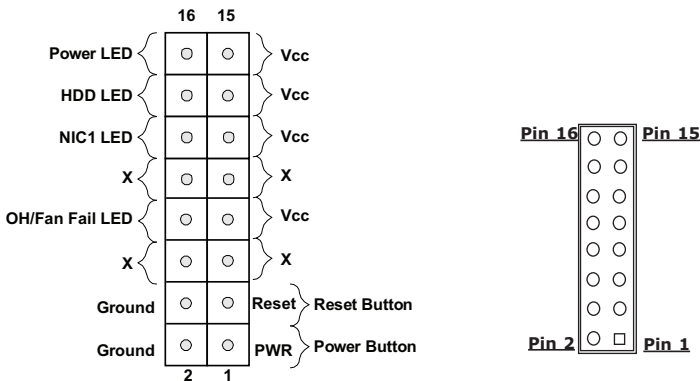 16 15
Power LED Vcc
HDD LED Vcc
NIC1 LED Vcc
X X
OH/Fan Fail LED Vcc
X X
Ground Reset Reset Button
Ground PWR Power Button
2 1
Pin 16 Pin 15
Pin 2 Pin 1